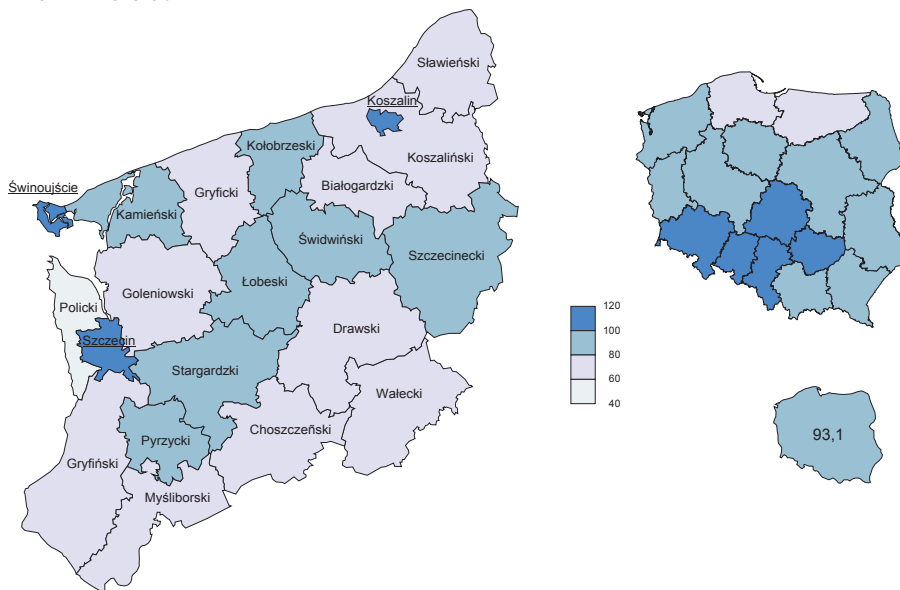 Sławieński
Koszalin
Kołobrzeski
Koszaliński
Świnoujście
Gryficki
Białogardzki
Kamieński
Świdwiński
Szczecinecki
Łobeski
Goleniowski
Policki
120
100
80
60
40
Drawski
Szczecin
Stargardzki
Wałecki
Choszczeñski
Pyrzycki
93,1
Gryfiński
Myśliborski